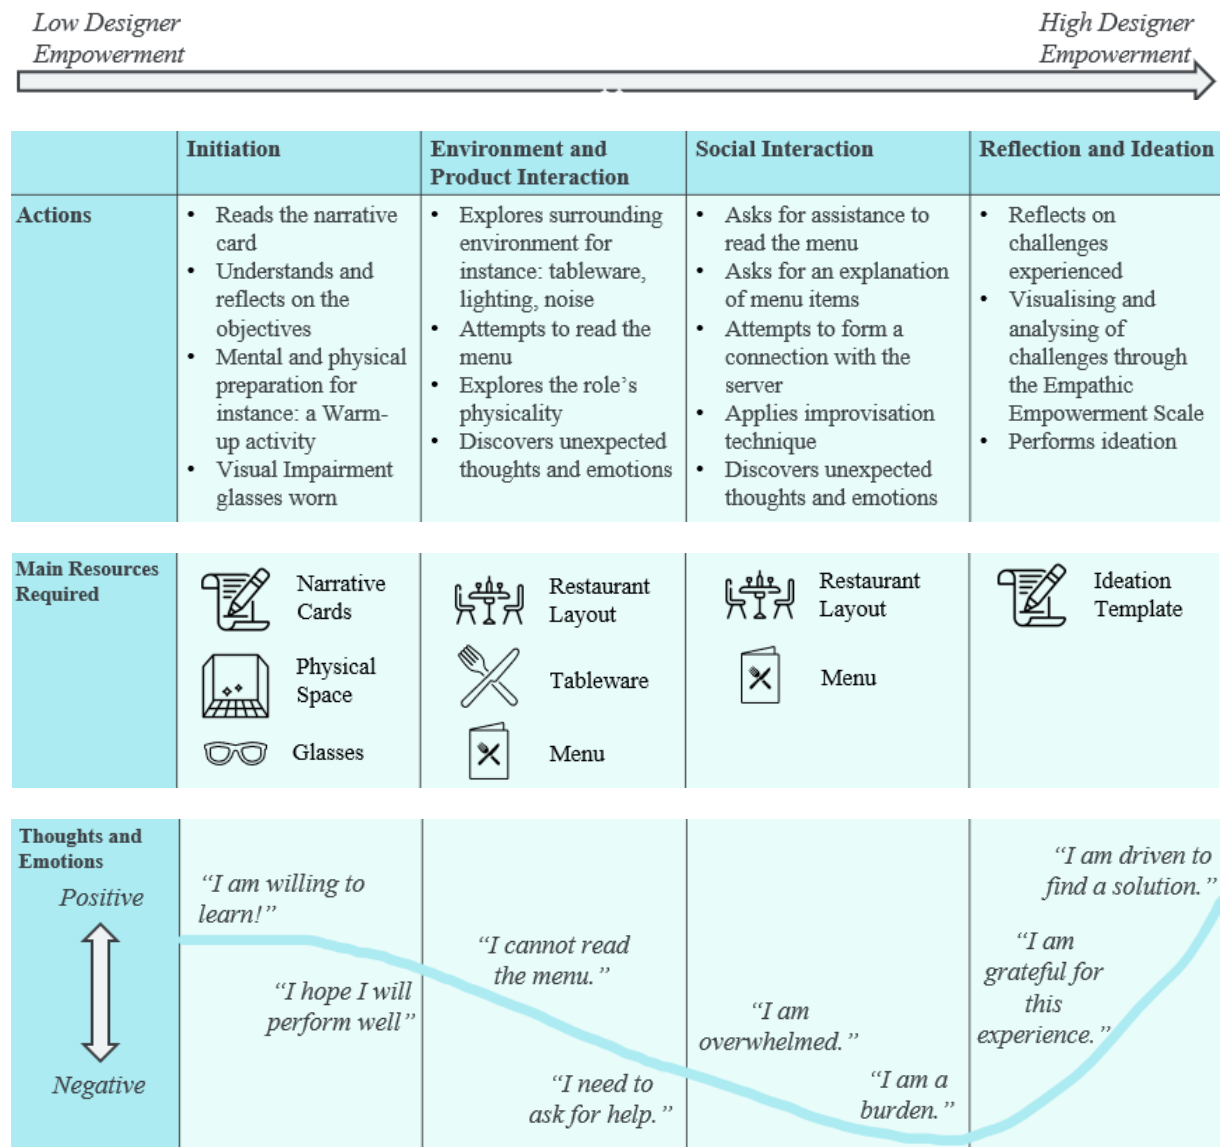 Low Designer
Empowerment
High Designer
Empowerment
Initiation
Environment and
Product Interaction
Social Interaction
Reflection and Ideation
Actions
• Reads the narrative
card
• Understands and
reflects on the
objectives
• Mental and physical
preparation for
instance: a Warm-
up activity
• Visual Impairment
glasses worn
• Explores surrounding
environment for
instance: tableware,
lighting, noise
• Attempts to read the
menu
• Explores the role’s
physicality
• Discovers unexpected
thoughts and emotions
• Asks for assistance to
read the menu
• Asks for an explanation
of menu items
• Attempts to form a
connection with the
server
• Applies improvisation
technique
• Discovers unexpected
thoughts and emotions
• Reflects on
challenges
experienced
• Visualising and
analysing of
challenges through
the Empathic
Empowerment Scale
• Performs ideation
Main Resources
Required
Narrative
Cards
Physical
Space
Glasses
Restaurant
Layout
Tableware
Menu
Restaurant
Layout
Menu
Ideation
Template
Thoughts and
Emotions
Positive
Negative
“I am willing to
learn!”
“I hope I will
perform well”
“I cannot read
the menu.”
“I need to
ask for help.”
“I am
overwhelmed.”
“I am a
burden.”
“I am
grateful for
this
experience.”
“I am driven to
find a solution.”